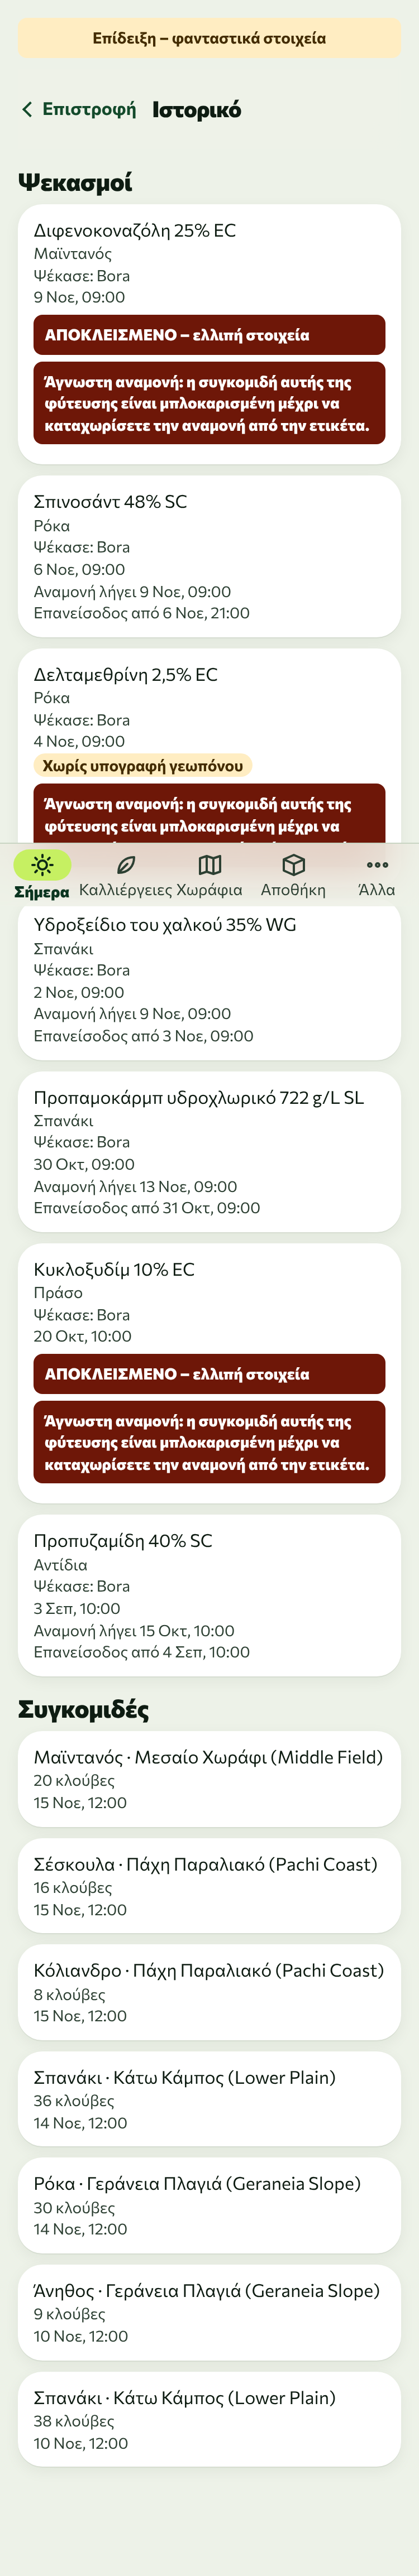 Επίδειξη – φανταστικά στοιχεία
Επιστροφή Ιστορικό
Ψεκασμοί
Διφενοκοναζόλη 25% EC
Μαϊντανός
Ψέκασε: Bora
9 Νοε, 09:00
ΑΠΟΚΛΕΙΣΜΕΝΟ – ελλιπή στοιχεία
Άγνωστη αναμονή: η συγκομιδή αυτής της
φύτευσης είναι μπλοκαρισμένη μέχρι να
καταχωρίσετε την αναμονή από την ετικέτα.
Σπινοσάντ 48% SC
Ρόκα
Ψέκασε: Bora
6 Νοε, 09:00
Αναμονή λήγει 9 Νοε, 09:00
Επανείσοδος από 6 Νοε, 21:00
Δελταμεθρίνη 2,5% EC
Ρόκα
Ψέκασε: Bora
4 Νοε, 09:00
Χωρίς υπογραφή γεωπόνου
Άγνωστη αναμονή: η συγκομιδή αυτής της
φύτευσης είναι μπλοκαρισμένη μέχρι να
Σήμερα Καλλιέργειες Χωράφια Αποθήκη Άλλα
Υδροξείδιο του χαλκού 35% WG
Σπανάκι
Ψέκασε: Bora
2 Νοε, 09:00
Αναμονή λήγει 9 Νοε, 09:00
Επανείσοδος από 3 Νοε, 09:00
Προπαμοκάρμπ υδροχλωρικό 722 g/L SL
Σπανάκι
Ψέκασε: Bora
30 Οκτ, 09:00
Αναμονή λήγει 13 Νοε, 09:00
Επανείσοδος από 31 Οκτ, 09:00
Κυκλοξυδίμ 10% EC
Πράσο
Ψέκασε: Bora
20 Οκτ, 10:00
ΑΠΟΚΛΕΙΣΜΕΝΟ – ελλιπή στοιχεία
Άγνωστη αναμονή: η συγκομιδή αυτής της
φύτευσης είναι μπλοκαρισμένη μέχρι να
καταχωρίσετε την αναμονή από την ετικέτα.
Προπυζαμίδη 40% SC
Αντίδια
Ψέκασε: Bora
3 Σεπ, 10:00
Αναμονή λήγει 15 Οκτ, 10:00
Επανείσοδος από 4 Σεπ, 10:00
Συγκομιδές
Μαϊντανός · Μεσαίο Χωράφι (Middle Field)
20 κλούβες
15 Νοε, 12:00
Σέσκουλα · Πάχη Παραλιακό (Pachi Coast)
16 κλούβες
15 Νοε, 12:00
Κόλιανδρο · Πάχη Παραλιακό (Pachi Coast)
8 κλούβες
15 Νοε, 12:00
Σπανάκι · Κάτω Κάμπος (Lower Plain)
36 κλούβες
14 Νοε, 12:00
Ρόκα · Γεράνεια Πλαγιά (Geraneia Slope)
30 κλούβες
14 Νοε, 12:00
Άνηθος · Γεράνεια Πλαγιά (Geraneia Slope)
9 κλούβες
10 Νοε, 12:00
Σπανάκι · Κάτω Κάμπος (Lower Plain)
38 κλούβες
10 Νοε, 12:00